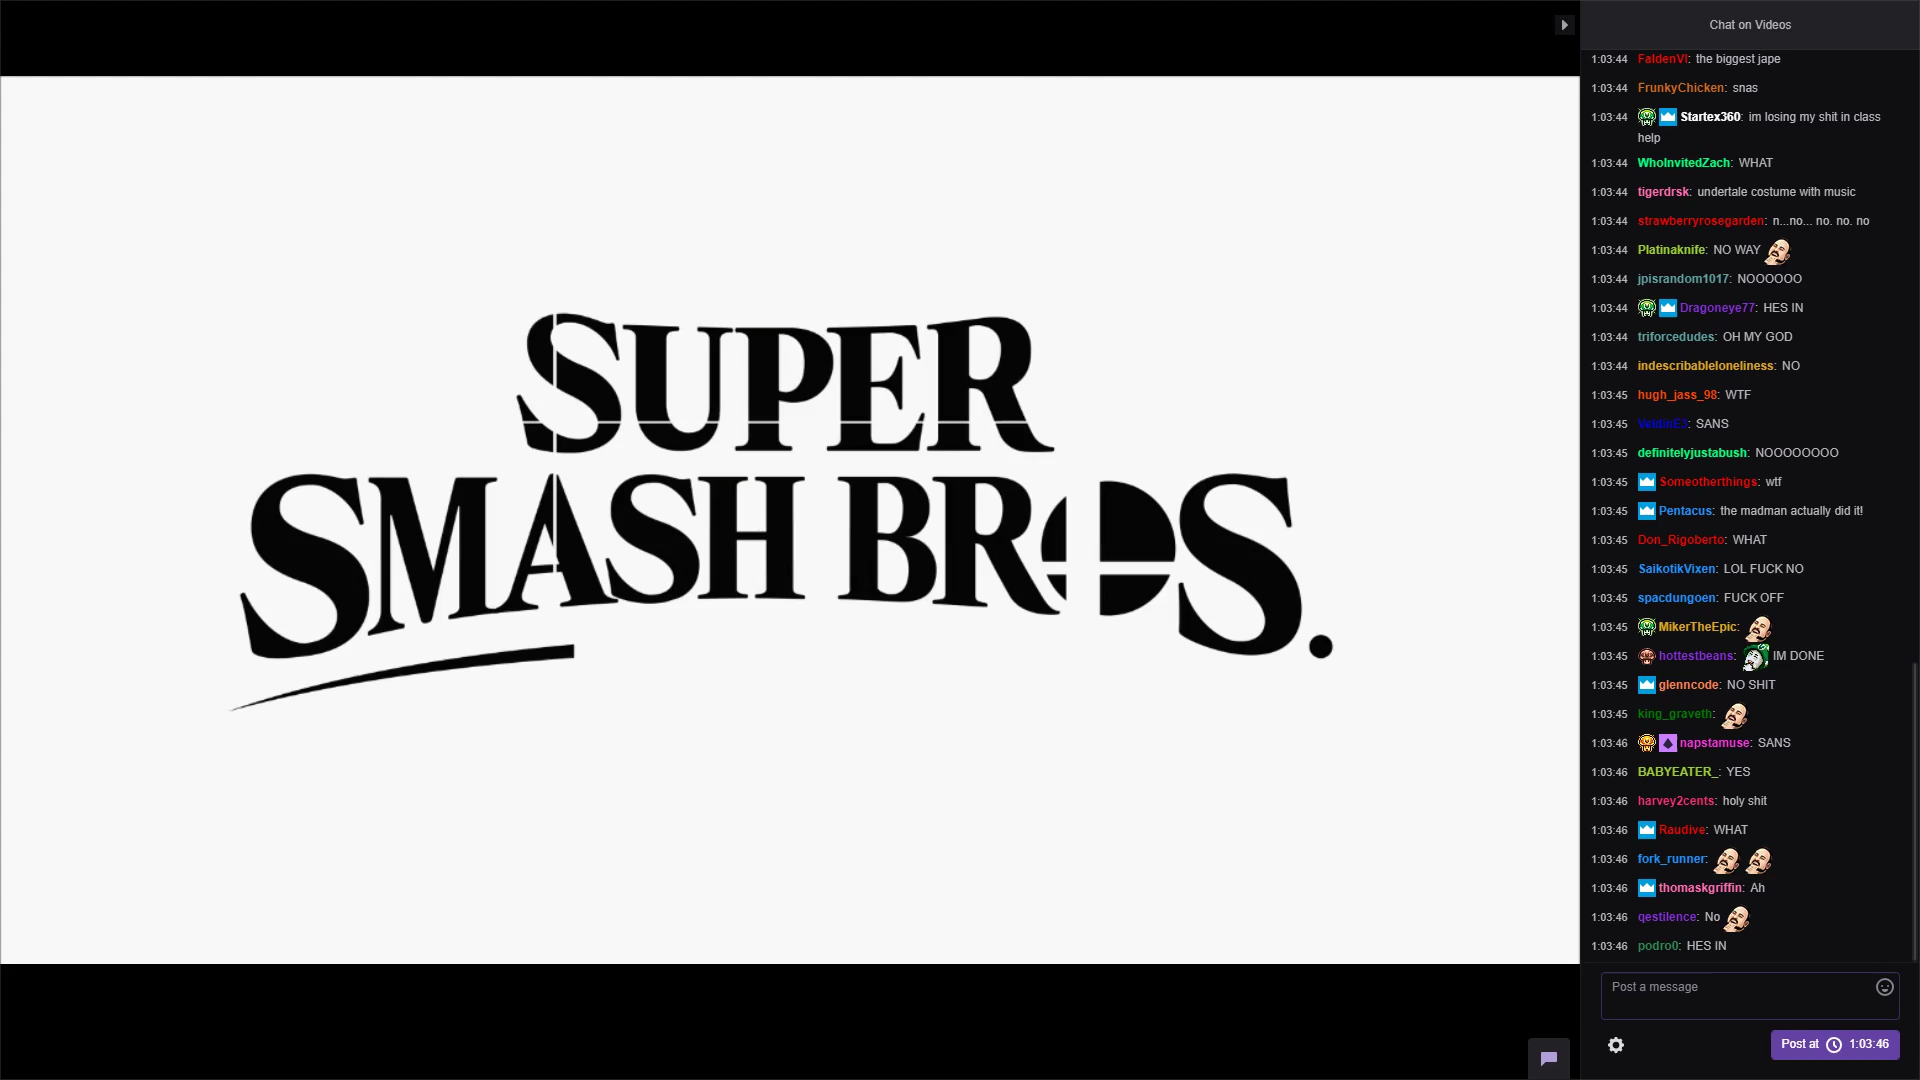 SUPER
SMASH BROS.
Chat on Videos
1:03:44 FaldenVI: the biggest jape
1:03:44 FrunkyChicken: snas
1:03:44 Startex360: im losing my shit in class
help
1:03:44 WhoInvitedZach: WHAT
1:03:44 tigerdrsk: undertale costume with music
1:03:44 strawberryrosegarden: n...no... no. no. no
1:03:44 Platinaknife: NO WAY
1:03:44 jpisrandom1017: NOOOOOO
1:03:44 Dragoneye77: HES IN
1:03:44 triforcedudes: OH MY GOD
1:03:44 indescribableloneliness: NO
1:03:45 hugh_jass_98: WTF
1:03:45 VeldinE3: SANS
1:03:45 definitelyjustabush: NOOOOOOOO
1:03:45 Someotherthings: wtf
1:03:45 Pentacus: the madman actually did it!
1:03:45 Don_Rigoberto: WHAT
1:03:45 SaikotikVixen: LOL FUCK NO
1:03:45 spacdungoen: FUCK OFF
1:03:45 MikerTheEpic:
1:03:45 hottestbeans: IM DONE
1:03:45 glenncode: NO SHIT
1:03:45 king_graveth:
1:03:46 napstamuse: SANS
1:03:46 BABYEATER_: YES
1:03:46 harvey2cents: holy shit
1:03:46 Raudive: WHAT
1:03:46 fork_runner:
1:03:46 thomaskgriffin: Ah
1:03:46 qestilence: No
1:03:46 podro0: HES IN
Post a message
Post at 1:03:46